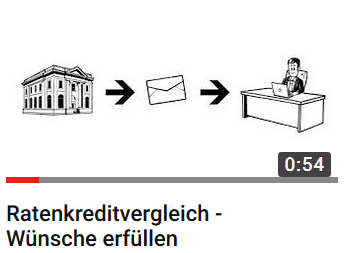 0:54
Ratenkreditvergleich -
Wünsche erfüllen